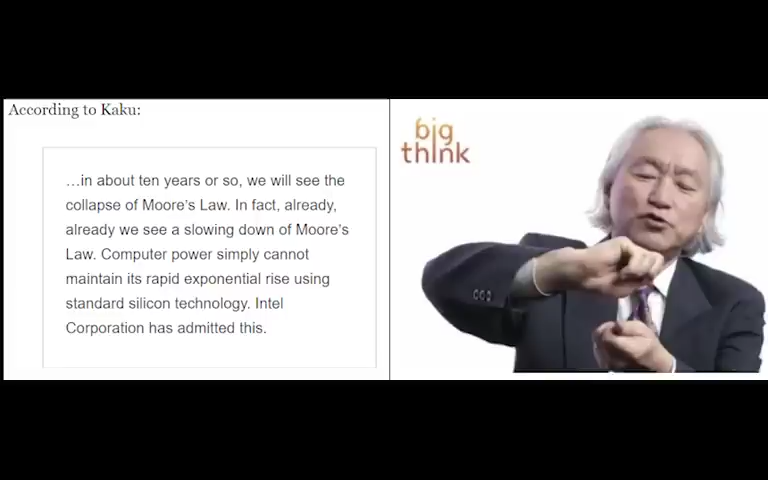 According to Kaku:
…in about ten years or so, we will see the
collapse of Moore’s Law. In fact, already,
already we see a slowing down of Moore’s
Law. Computer power simply cannot
maintain its rapid exponential rise using
standard silicon technology. Intel
Corporation has admitted this.
big
think